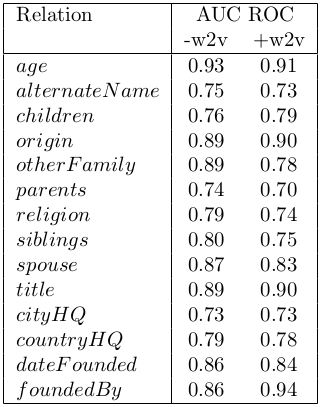 Relation AUC ROC
-w2v +w2v
age 0.93 0.91
alternateName 0.75 0.73
children 0.76 0.79
origin 0.89 0.90
otherFamily 0.89 0.78
parents 0.74 0.70
religion 0.79 0.74
siblings 0.80 0.75
spouse 0.87 0.83
title 0.89 0.90
cityHQ 0.73 0.73
countryHQ 0.79 0.78
dateFounded 0.86 0.84
foundedBy 0.86 0.94